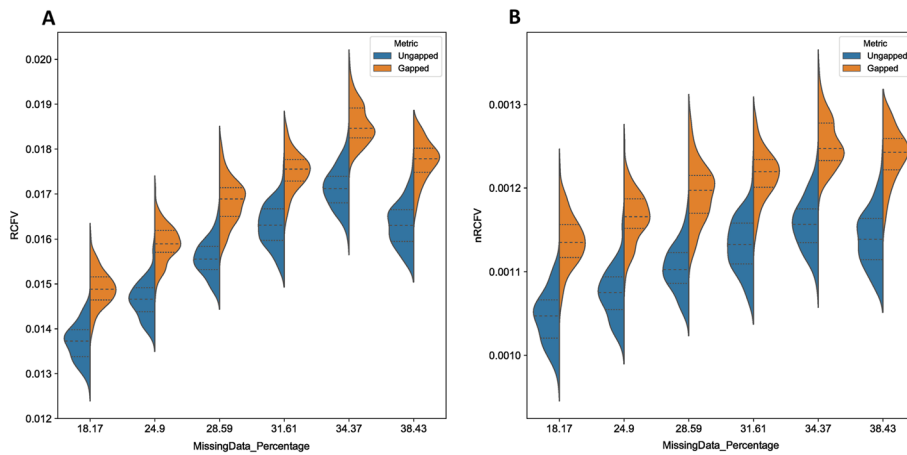 A
0.020
0.019
0.018
0.017
0.016
0.015
0.014
0.013
0.012
RCFV
Metric
Ungapped
Gapped
18.17 24.9 28.59 31.61 34.37 38.43
MissingData_Percentage
B
0.0013
0.0012
0.0011
0.0010
nRCFV
Metric
Ungapped
Gapped
18.17 24.9 28.59 31.61 34.37 38.43
MissingData_Percentage